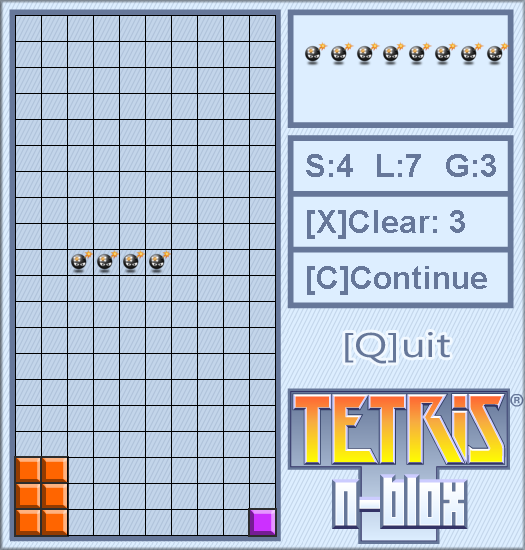 S:4 L:7 G:3
[X]Clear: 3
[C]Continue
[Q]uit
TETRiS®
n-blox